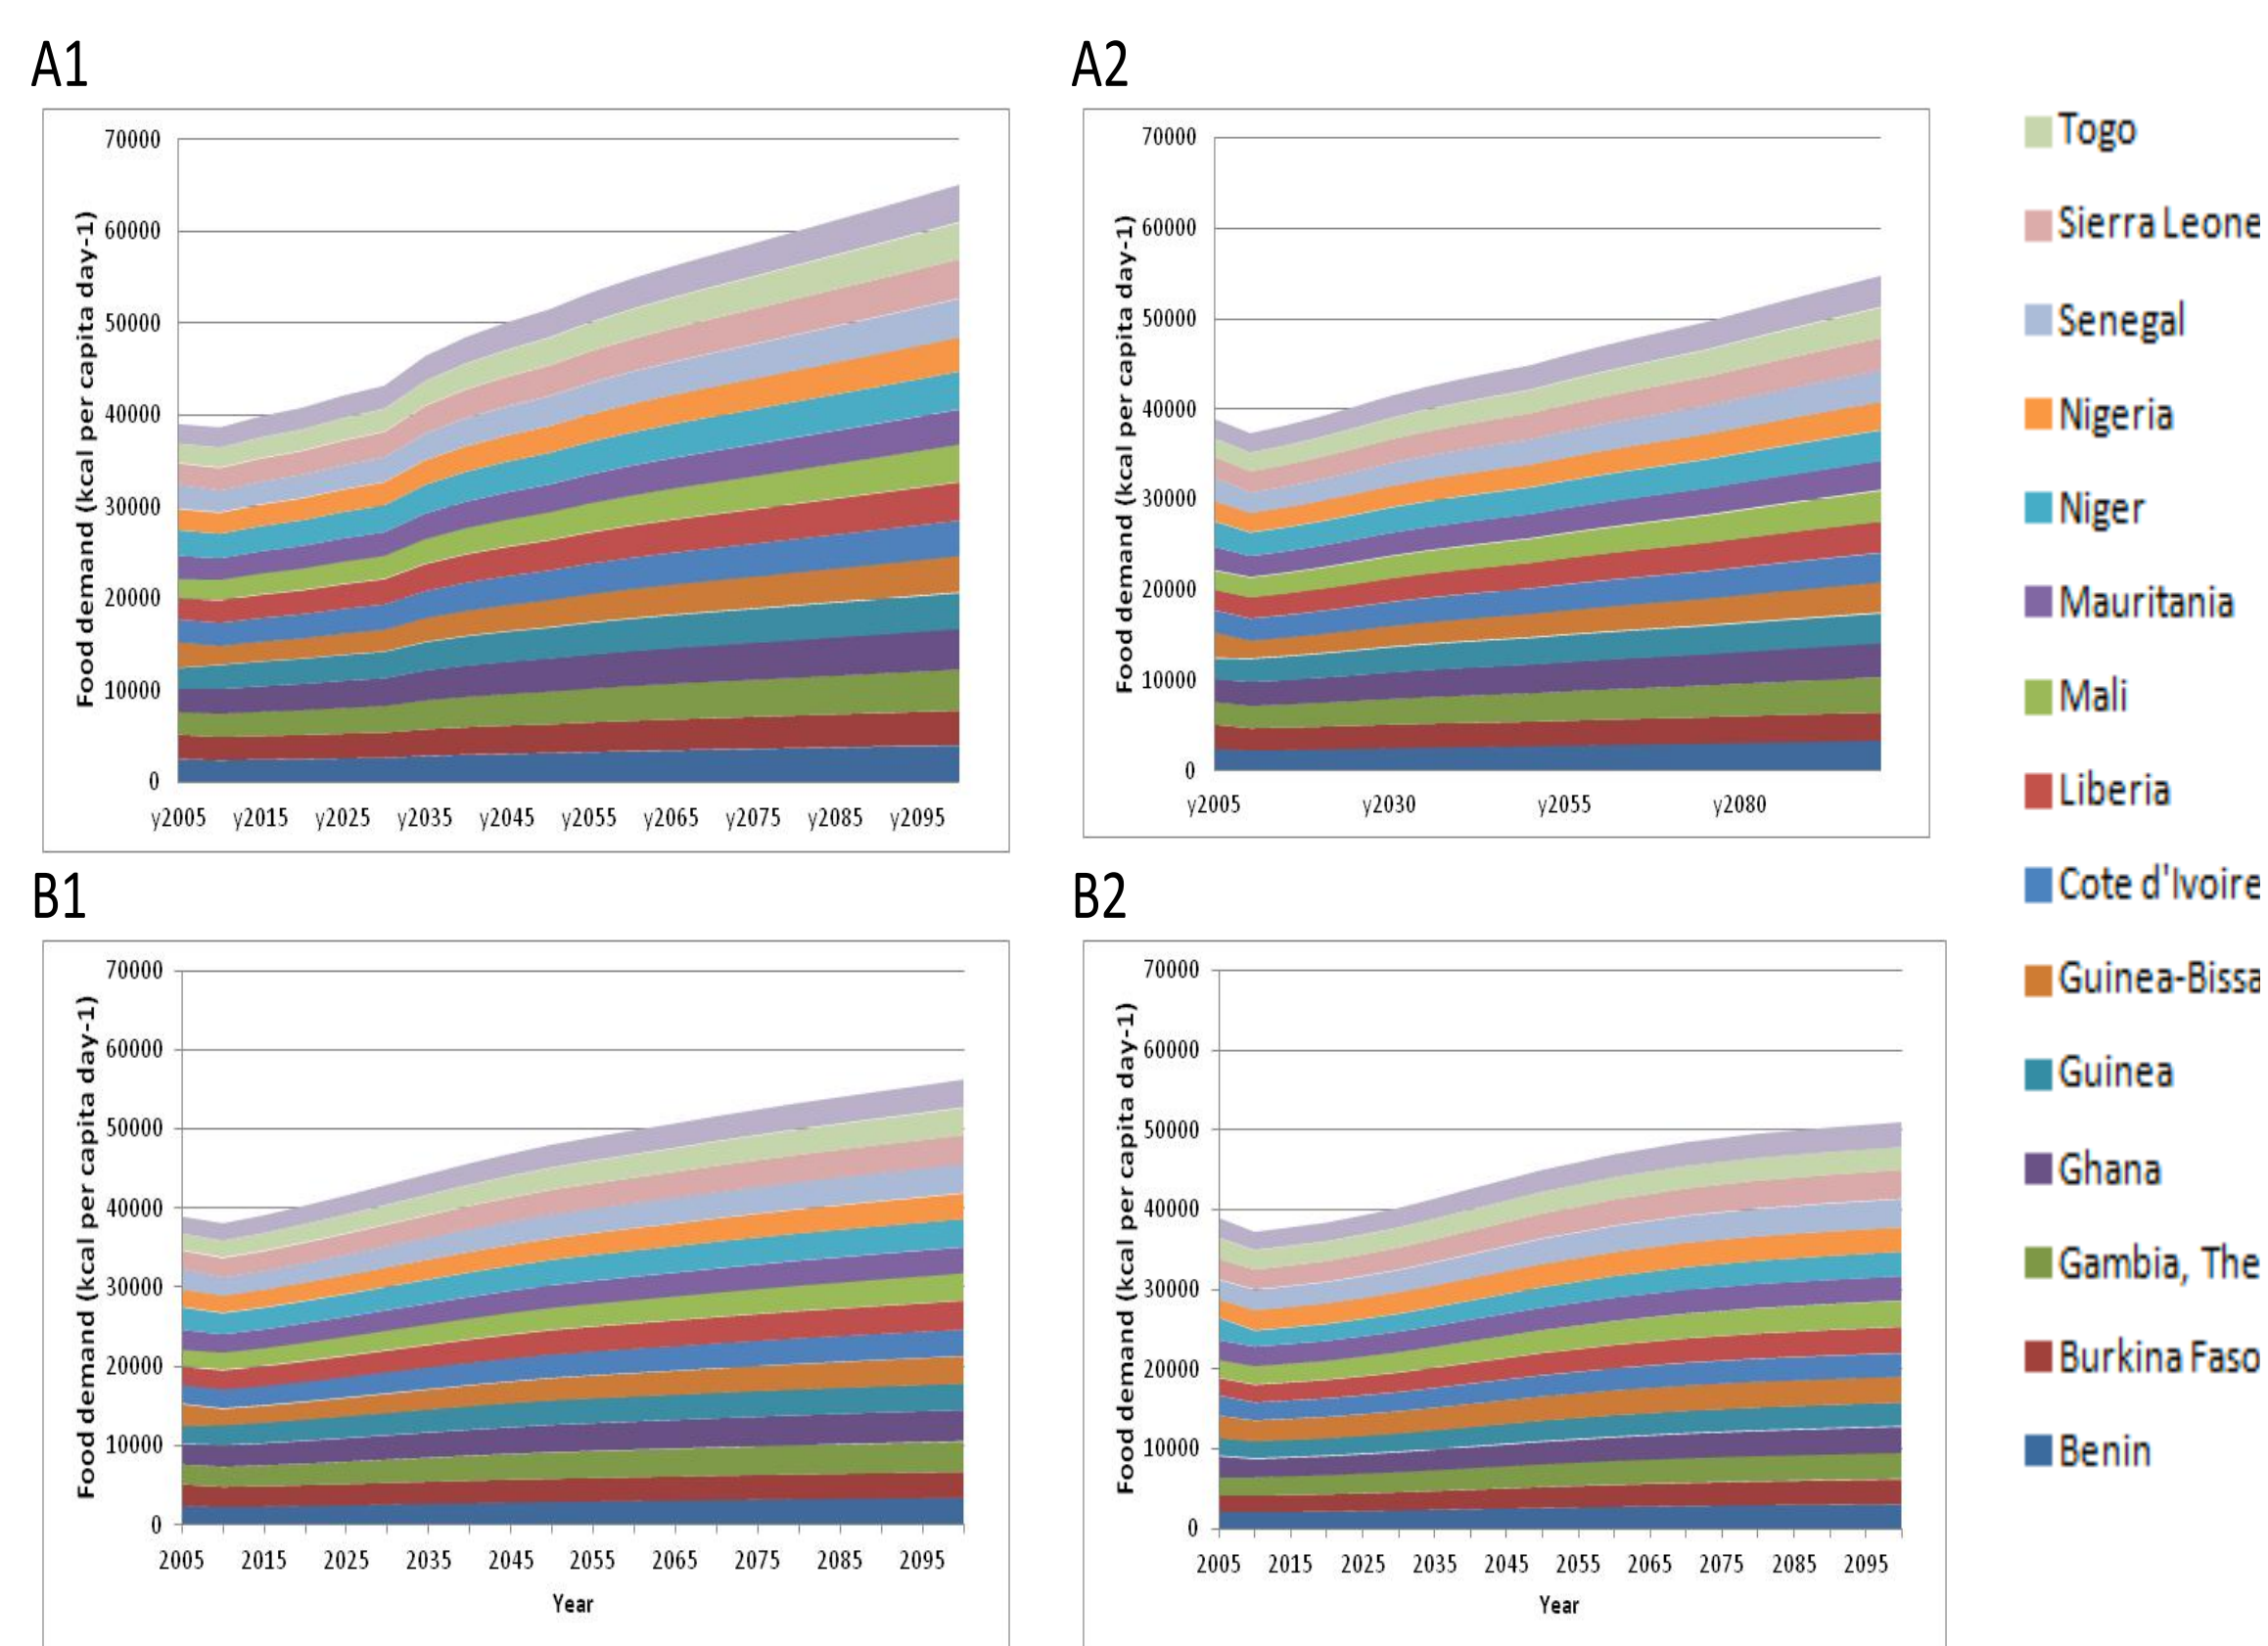 A1
70000
60000
50000
40000
30000
20000
10000
0
Food demand (kcal per capita day-1)
y2005 y2015 y2025 y2035 y2045 y2055 y2065 y2075 y2085 y2095
A2
70000
60000
50000
40000
30000
20000
10000
0
Food demand (kcal per capita day-1)
y2005 y2030 y2055 y2080
B1
70000
60000
50000
40000
30000
20000
10000
0
Food demand (kcal per capita day-1)
2005 2015 2025 2035 2045 2055 2065 2075 2085 2095
Year
B2
70000
60000
50000
40000
30000
20000
10000
0
Food demand (kcal per capita day-1)
2005 2015 2025 2035 2045 2055 2065 2075 2085 2095
Year
Togo
Sierra Leone
Senegal
Nigeria
Niger
Mauritania
Mali
Liberia
Cote d'Ivoire
Guinea-Bissa
Guinea
Ghana
Gambia, The
Burkina Faso
Benin